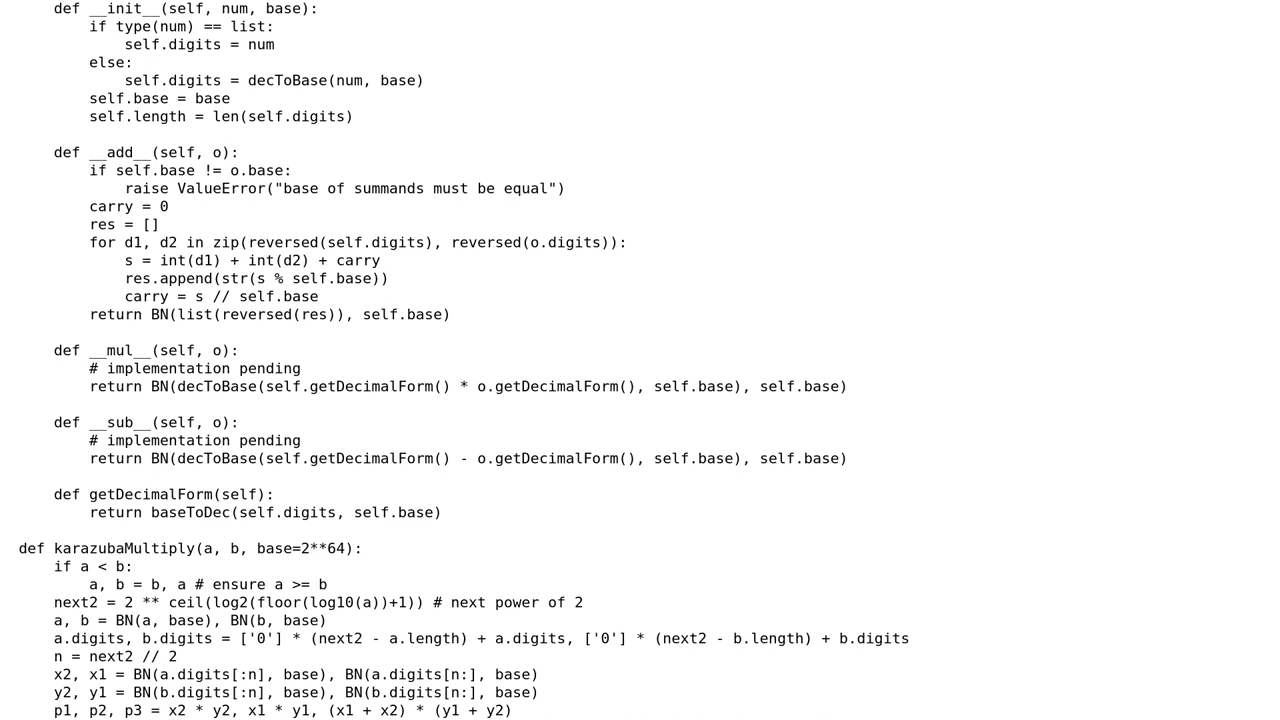 def __init__(self, num, base):
if type(num) == list:
self.digits = num
else:
self.digits = decToBase(num, base)
self.base = base
self.length = len(self.digits)
def __add__(self, o):
if self.base != o.base:
raise ValueError("base of summands must be equal")
carry = 0
res = []
for d1, d2 in zip(reversed(self.digits), reversed(o.digits)):
s = int(d1) + int(d2) + carry
res.append(str(s % self.base))
carry = s // self.base
return BN(list(reversed(res)), self.base)
def __mul__(self, o):
# implementation pending
return BN(decToBase(self.getDecimalForm() * o.getDecimalForm(), self.base), self.base)
def __sub__(self, o):
# implementation pending
return BN(decToBase(self.getDecimalForm() - o.getDecimalForm(), self.base), self.base)
def getDecimalForm(self):
return baseToDec(self.digits, self.base)
def karazubaMultiply(a, b, base=2**64):
if a < b:
a, b = b, a # ensure a >= b
next2 = 2 ** ceil(log2(floor(log10(a))+1)) # next power of 2
a, b = BN(a, base), BN(b, base)
a.digits, b.digits = ['0'] * (next2 - a.length) + a.digits, ['0'] * (next2 - b.length) + b.digits
n = next2 // 2
x2, x1 = BN(a.digits[:n], base), BN(a.digits[n:], base)
y2, y1 = BN(b.digits[:n], base), BN(b.digits[n:], base)
p1, p2, p3 = x2 * y2, x1 * y1, (x1 + x2) * (y1 + y2)